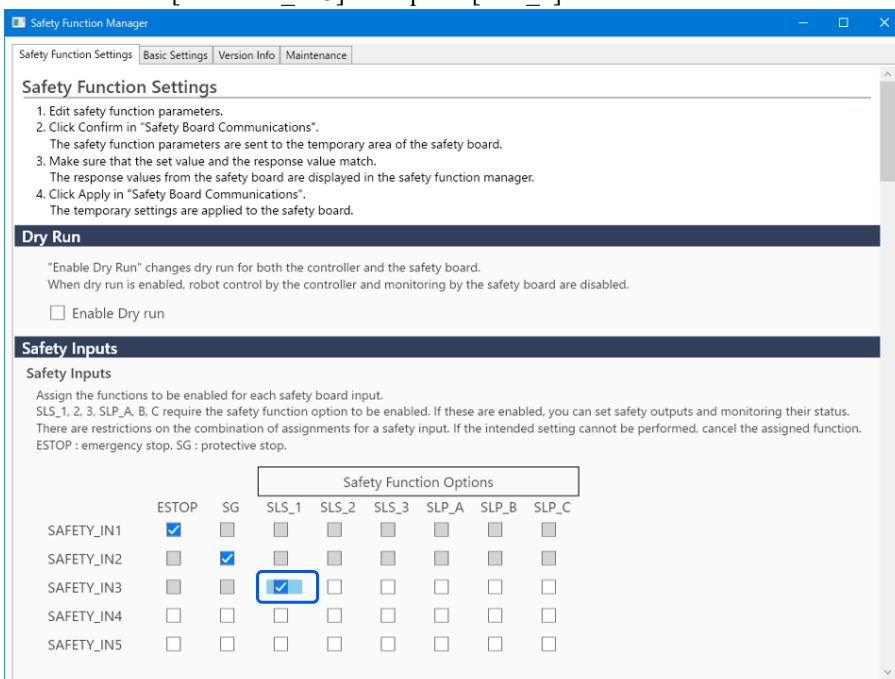 Safety Function Manager
Safety Function Settings Basic Settings Version Info Maintenance
Safety Function Settings
1. Edit safety function parameters.
2. Click Confirm in "Safety Board Communications".
The safety function parameters are sent to the temporary area of the safety board.
3. Make sure that the set value and the response value match.
The response values from the safety board are displayed in the safety function manager.
4. Click Apply in "Safety Board Communications".
The temporary settings are applied to the safety board.
Dry Run
"Enable Dry Run" changes dry run for both the controller and the safety board.
When dry run is enabled, robot control by the controller and monitoring by the safety board are disabled.
Enable Dry run
Safety Inputs
Safety Inputs
Assign the functions to be enabled for each safety board input.
SLS_1, 2, 3, SLP_A, B, C require the safety function option to be enabled. If these are enabled, you can set safety outputs and monitoring their status.
There are restrictions on the combination of assignments for a safety input. If the intended setting cannot be performed, cancel the assigned function.
ESTOP : emergency stop. SG : protective stop.
Safety Function Options
ESTOP SG SLS_1 SLS_2 SLS_3 SLP_A SLP_B SLP_C
SAFETY_IN1
SAFETY_IN2
SAFETY_IN3
SAFETY_IN4
SAFETY_IN5